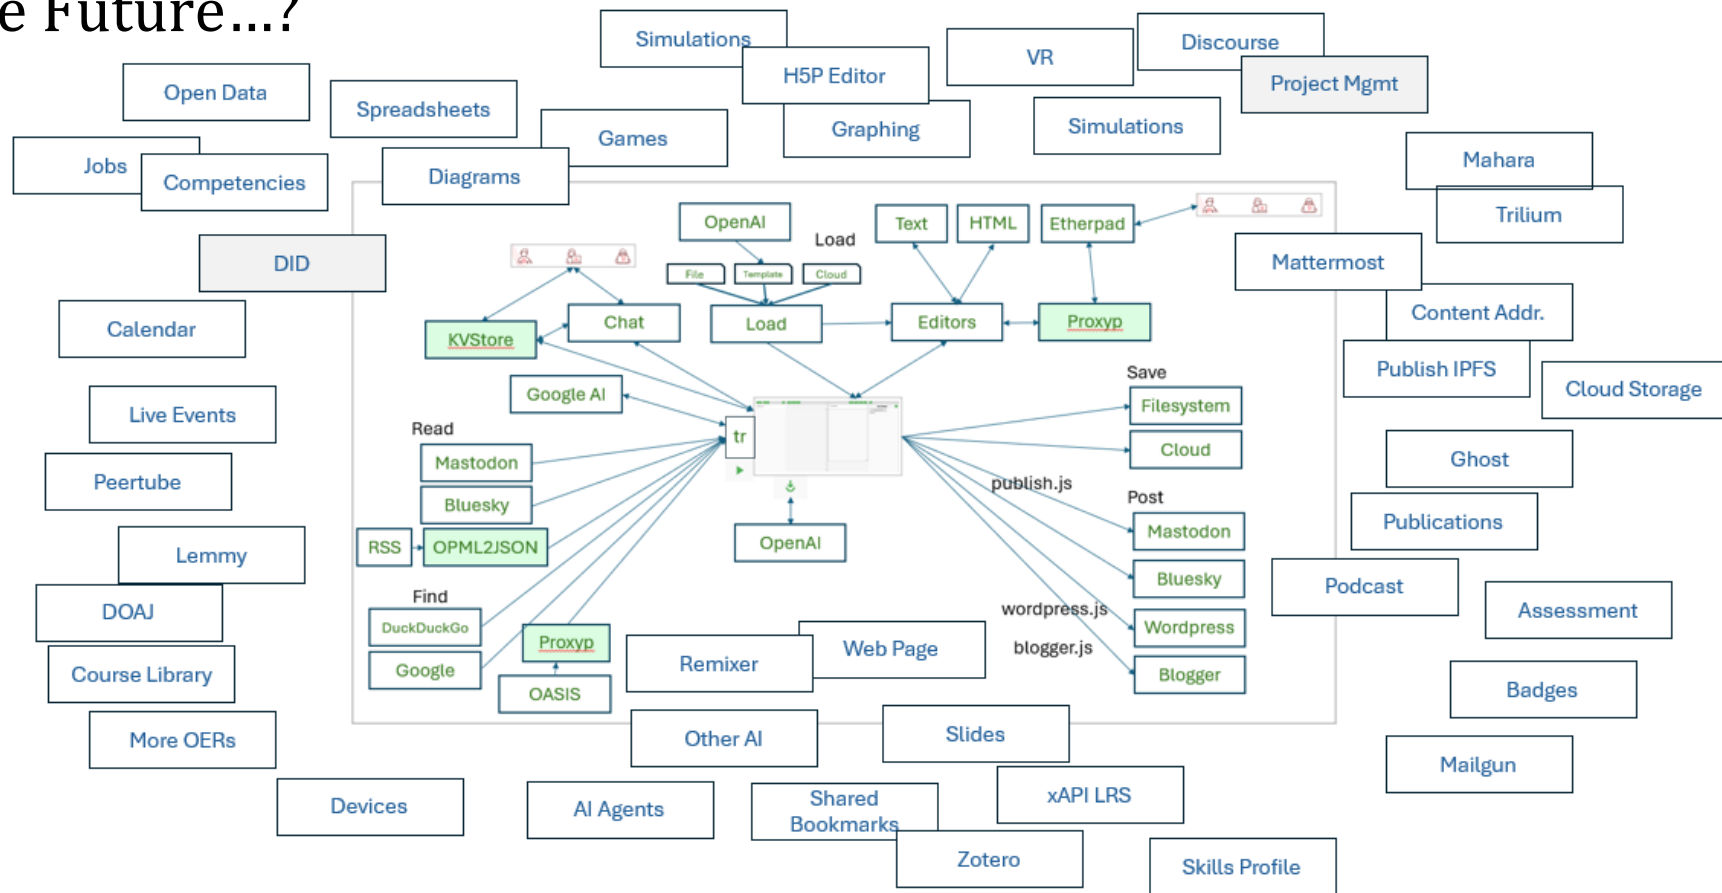 e Future...?
Simulations
H5P Editor
VR
Discourse
Project Mgmt
Open Data
Spreadsheets
Games
Graphing
Simulations
Jobs
Competencies
Diagrams
Mahara
Trilium
DID
Mattermost
Content Addr.
Calendar
Publish IPFS
Cloud Storage
Live Events
Peertube
Ghost
Publications
Lemmy
DOAJ
Podcast
Assessment
Course Library
Badges
More OERs
Mailgun
OpenAI
Load
Text
HTML
Etherpad
File
Template
Cloud
KVStore
Chat
Load
Editors
Proxyp
Google AI
Read
Mastodon
Bluesky
RSS
OPML2JSON
Find
DuckDuckGo
Google
Proxyp
OASIS
tr
OpenAI
Save
Filesystem
Cloud
publish.js
Post
Mastodon
Bluesky
wordpress.js
Wordpress
blogger.js
Blogger
Remixer
Web Page
Other AI
Slides
Devices
AI Agents
Shared
Bookmarks
xAPI LRS
Zotero
Skills Profile